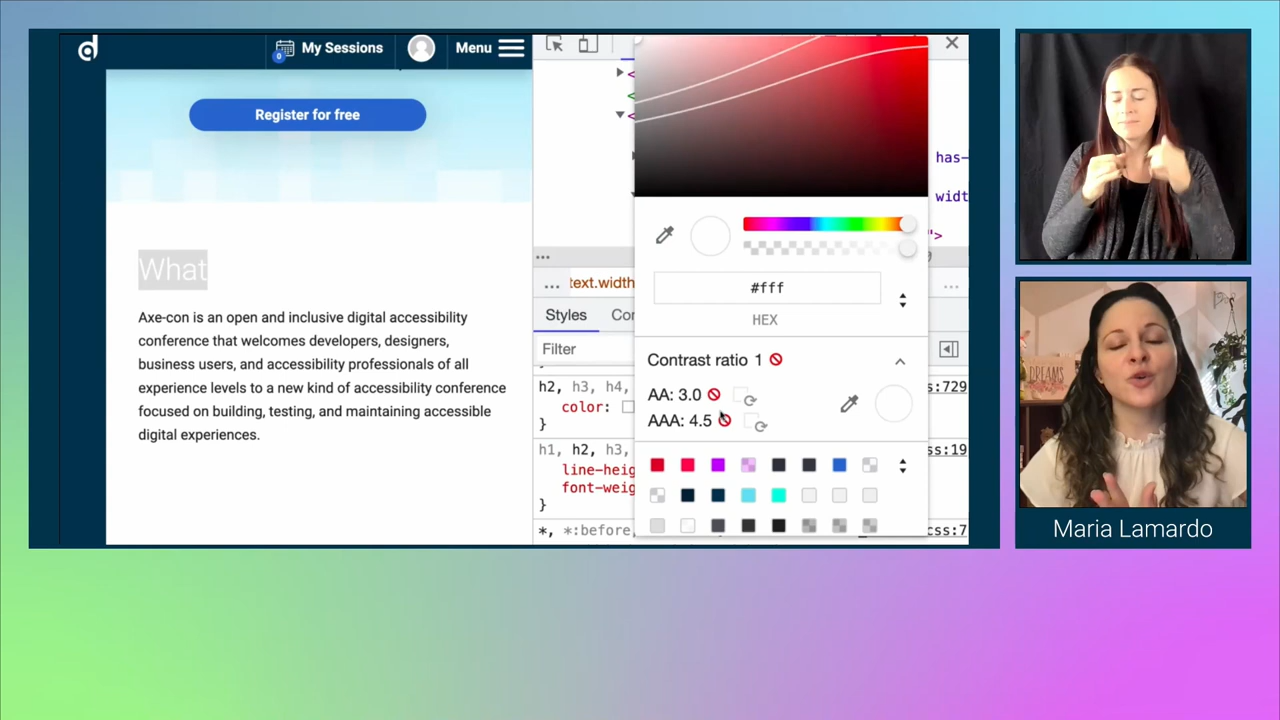 d
My Sessions
0
Menu
Register for free
What
Axe-con is an open and inclusive digital accessibility
conference that welcomes developers, designers,
business users, and accessibility professionals of all
experience levels to a new kind of accessibility conference
focused on building, testing, and maintaining accessible
digital experiences.
has-
widt
">
...
... text.width
...
Styles
Filter
h2, h3, h4,
color:
}
h1, h2, h3,
line-heig
font-weig
}
*, *:before,
ss:729
css:19
css:7
#fff
HEX
Contrast ratio 1
AA: 3.0
AAA: 4.5
DREAMS
Maria Lamardo